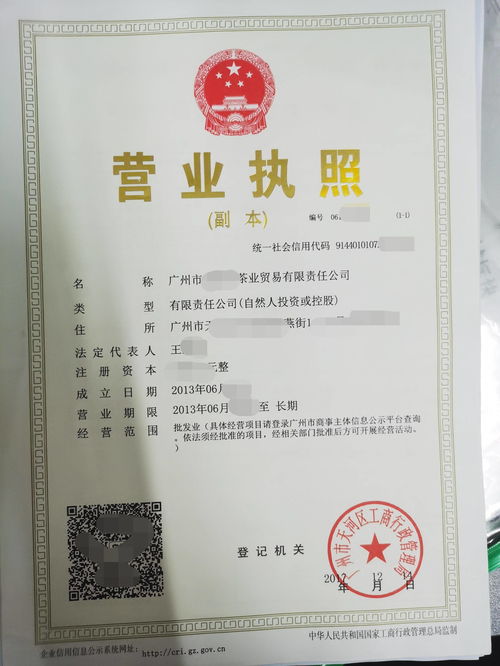 营业执照
(副 本)
编号 06 (1-1)
统一社会信用代码 9144010107
名 称 广州市 茶业贸易有限责任公司
类 型 有限责任公司(自然人投资或控股)
住 所 广州市天 燕街1 号
法定代表人 王
注册资本 元整
成立日期 2013年06月
营业期限 2013年06月 至 长期
经营范围 批发业(具体经营项目请登录广州市商事主体信息公示平台查询
。依法须经批准的项目，经相关部门批准后方可开展经营活动。
)
广州市天河区工商行政管理局
登记机关
2017 12 14
年 月 日
企业信用信息公示系统网址: http://cri.gz.gov.cn
中华人民共和国国家工商行政管理总局监制